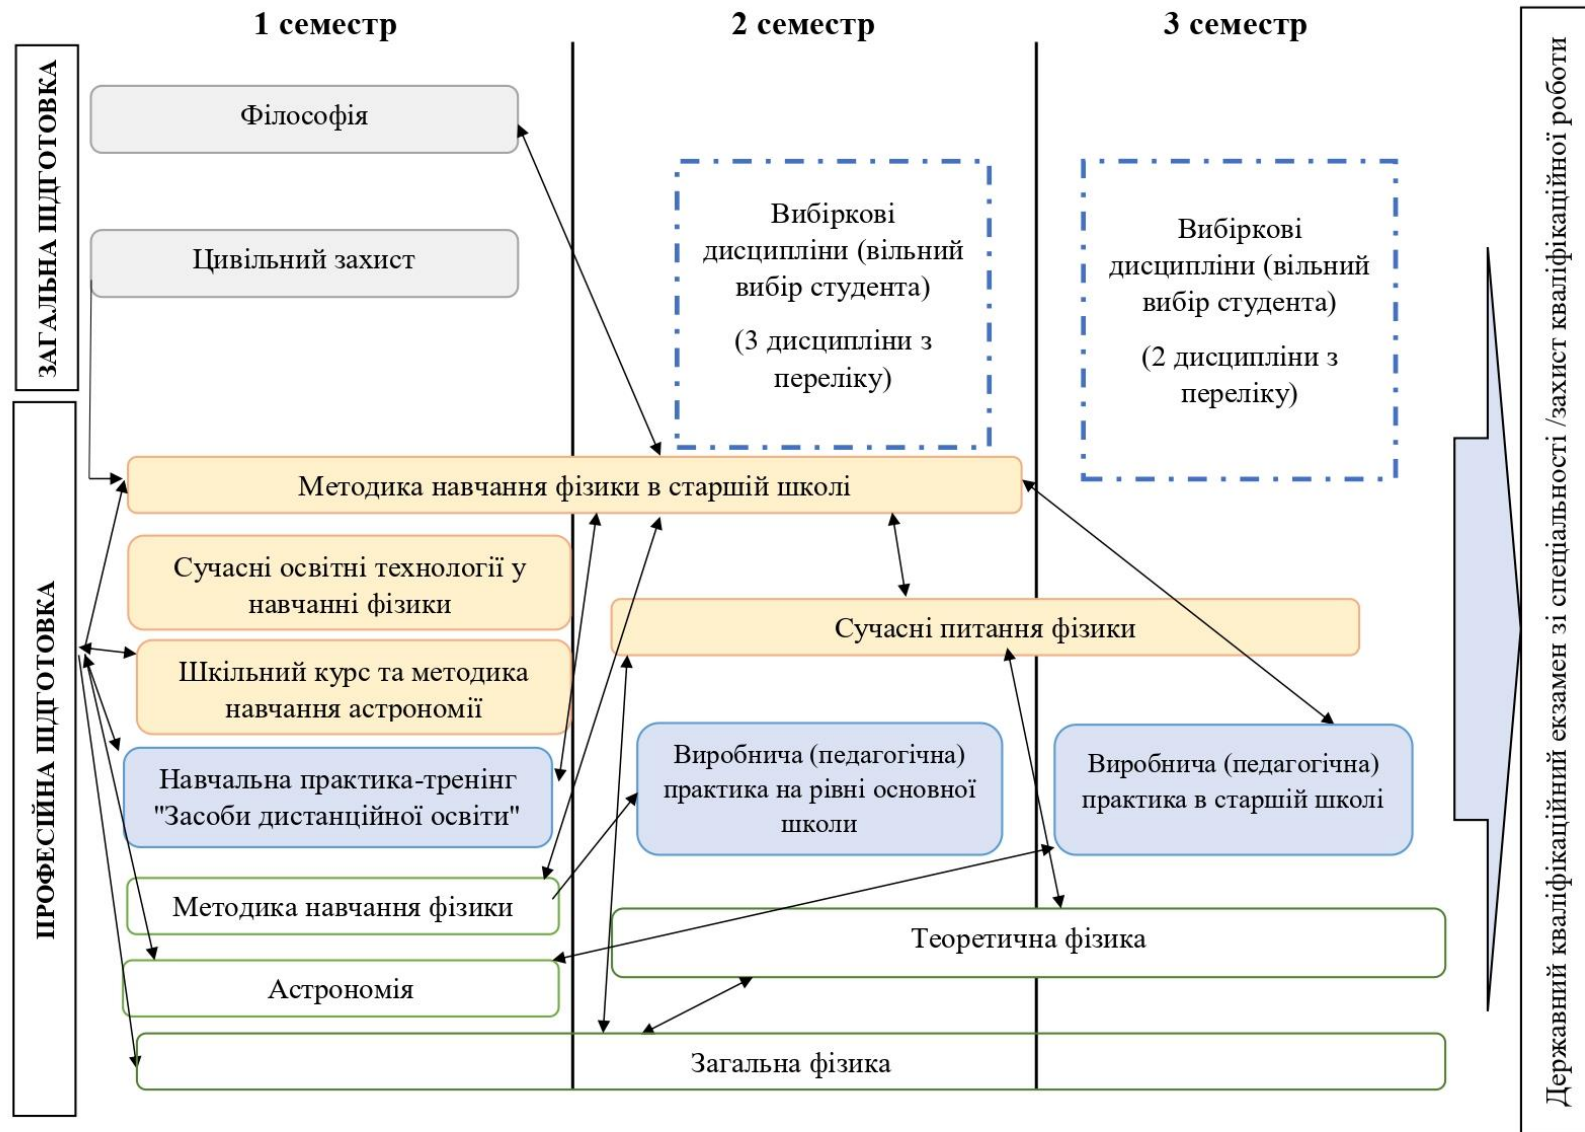 1 семестр
2 семестр
3 семестр
ЗАГАЛЬНА ПІДГОТОВКА
Філософія
Цивільний захист
Вибіркові
дисципліни (вільний
вибір студента)
(3 дисципліни з
переліку)
Вибіркові
дисципліни (вільний
вибір студента)
(2 дисципліни з
переліку)
ПРОФЕСІЙНА ПІДГОТОВКА
Методика навчання фізики в старшій школі
Сучасні освітні технології у
навчанні фізики
Сучасні питання фізики
Шкільний курс та методика
навчання астрономії
Навчальна практика-тренінг
"Засоби дистанційної освіти"
Виробнича (педагогічна)
практика на рівні основної
школи
Виробнича (педагогічна)
практика в старшій школі
Методика навчання фізики
Теоретична фізика
Астрономія
Загальна фізика
Державний кваліфікаційний екзамен зі спеціальності /захист кваліфікаційної роботи